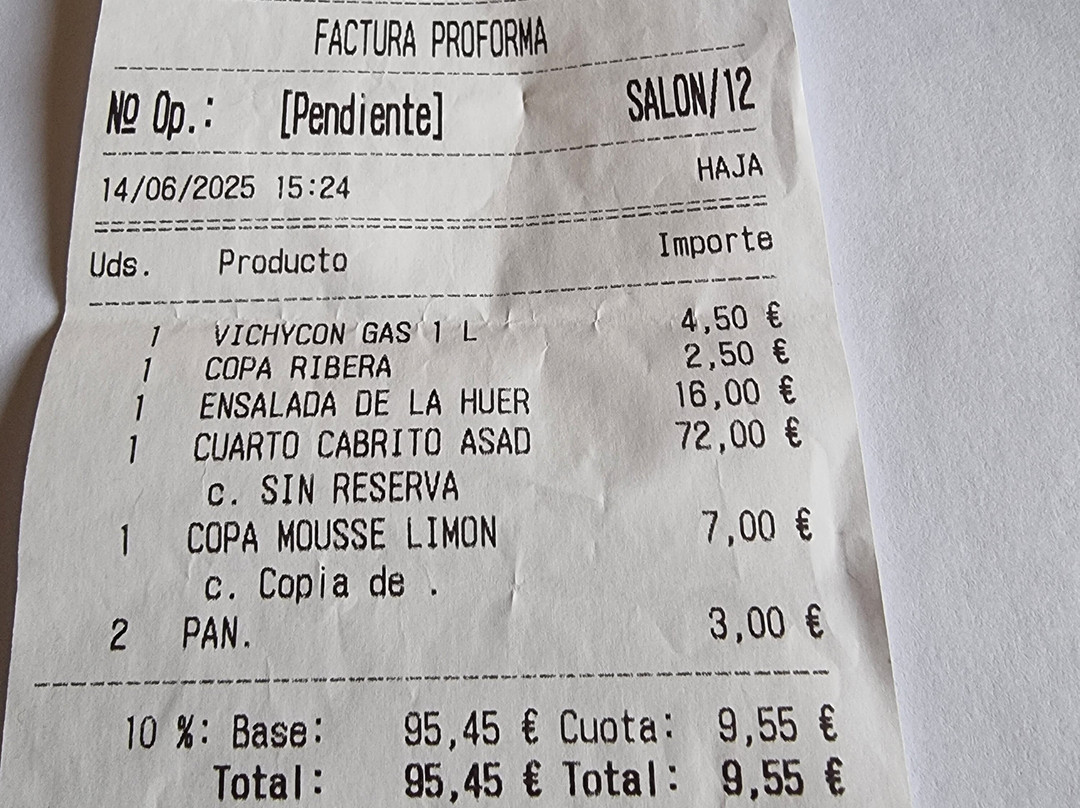 FACTURA PROFORMA
Nº Op.: [Pendiente] SALON/12
14/06/2025 15:24 HAJA
Uds. Producto Importe
1 VICHYCON GAS 1 L 4,50 €
1 COPA RIBERA 2,50 €
1 ENSALADA DE LA HUER 16,00 €
1 CUARTO CABRITO ASAD 72,00 €
c. SIN RESERVA
1 COPA MOUSSE LIMON 7,00 €
c. Copia de .
2 PAN. 3,00 €
10 %: Base: 95,45 € Cuota: 9,55 €
Total: 95,45 € Total: 9,55 €